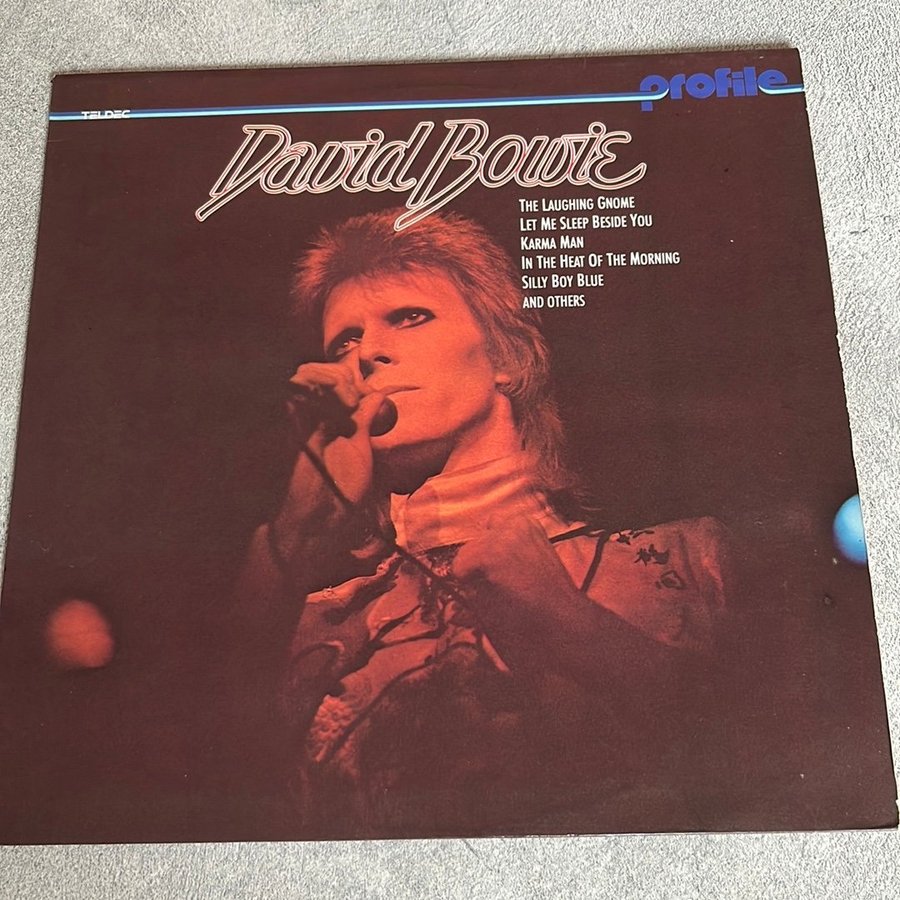 profile
TELDEC
David Bowie
The Laughing Gnome
Let Me Sleep Beside You
Karma Man
In The Heat Of The Morning
Silly Boy Blue
and others